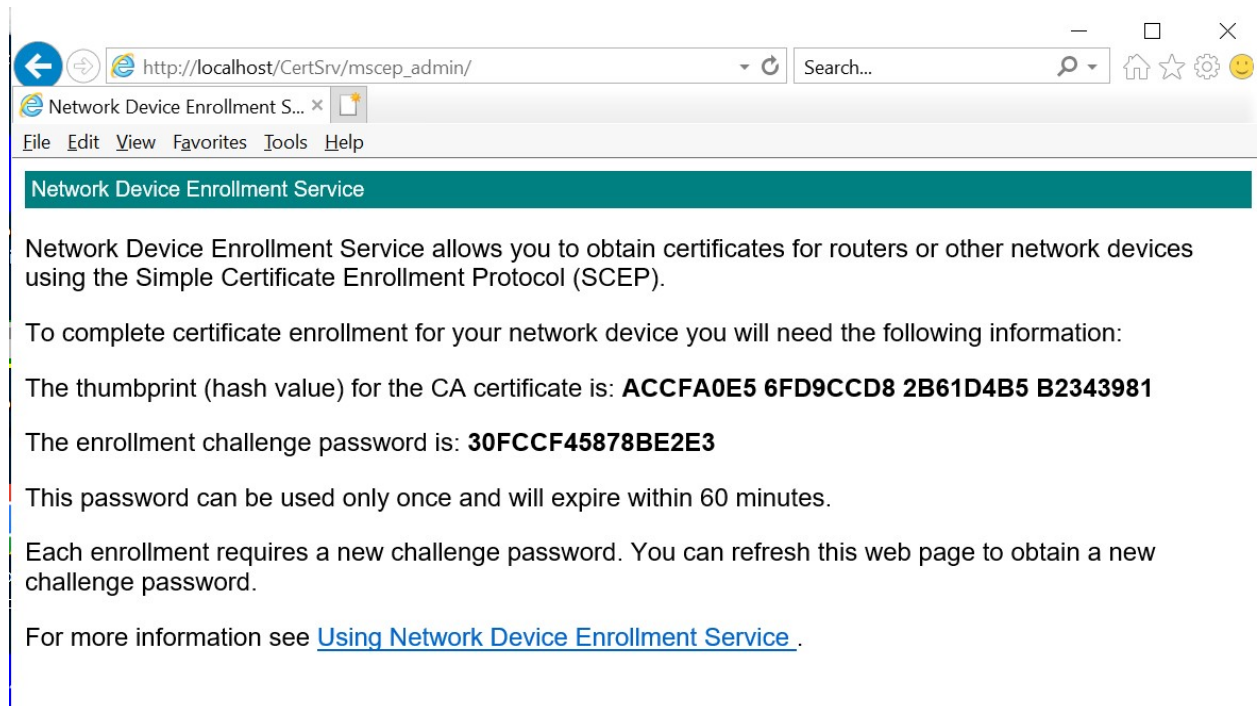 http://localhost/CertSrv/mscep_admin/
Search...
Network Device Enrollment S...
File Edit View Favorites Tools Help
Network Device Enrollment Service
Network Device Enrollment Service allows you to obtain certificates for routers or other network devices
using the Simple Certificate Enrollment Protocol (SCEP).
To complete certificate enrollment for your network device you will need the following information:
The thumbprint (hash value) for the CA certificate is: ACCFA0E5 6FD9CCD8 2B61D4B5 B2343981
The enrollment challenge password is: 30FCCF45878BE2E3
This password can be used only once and will expire within 60 minutes.
Each enrollment requires a new challenge password. You can refresh this web page to obtain a new
challenge password.
For more information see Using Network Device Enrollment Service .